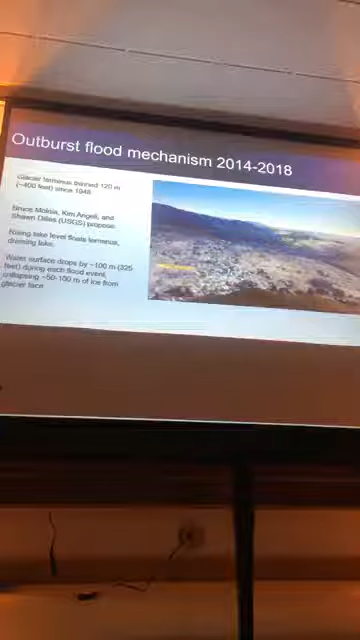 Outburst flood mechanism 2014-2018
Glacier terminus thinned 120 m
(~400 feet) since 1948.
Bruce Molnia, Kim Angeli, and
Shawn Dilles (USGS) propose:
Rising lake level floats terminus,
draining lake.
Water surface drops by ~100 m (325
feet) during each flood event,
collapsing ~50-100 m of ice from
glacier face